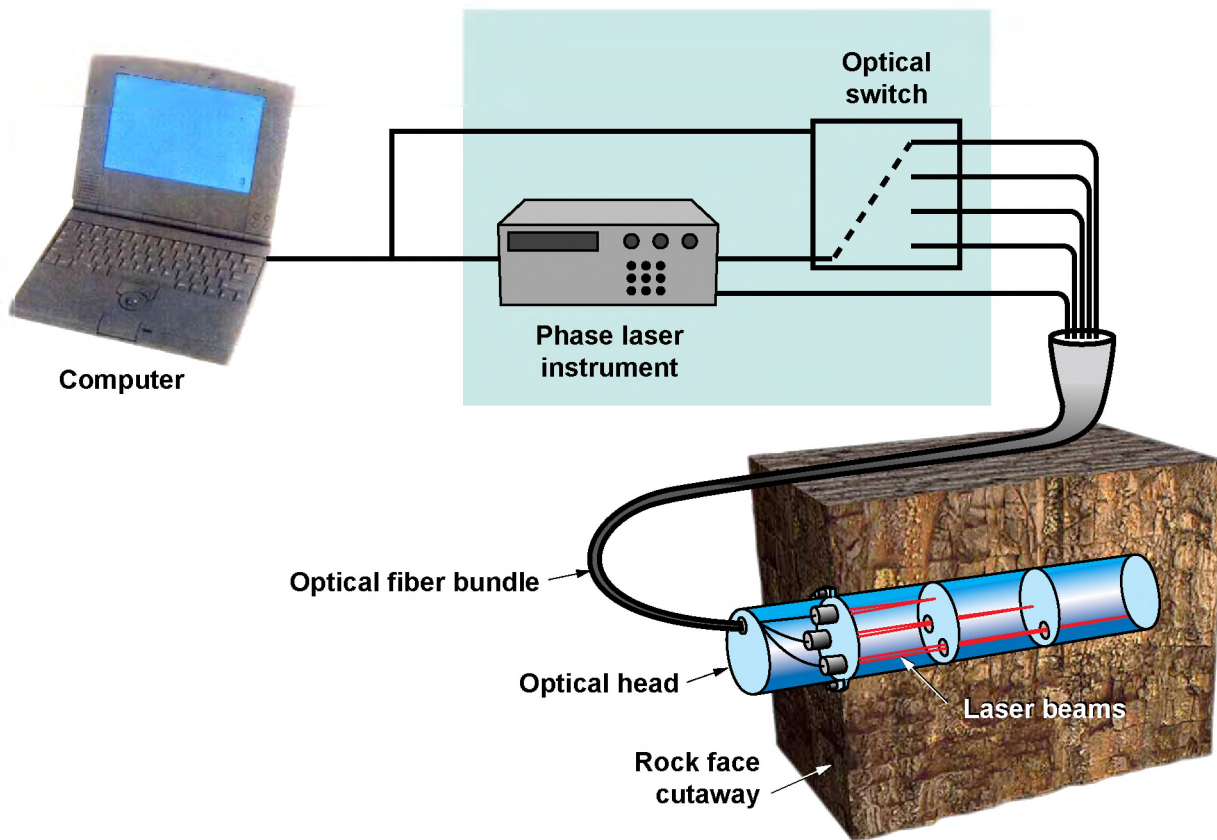 Optical
switch
Phase laser
instrument
Computer
Optical fiber bundle
Optical head
Laser beams
Rock face
cutaway